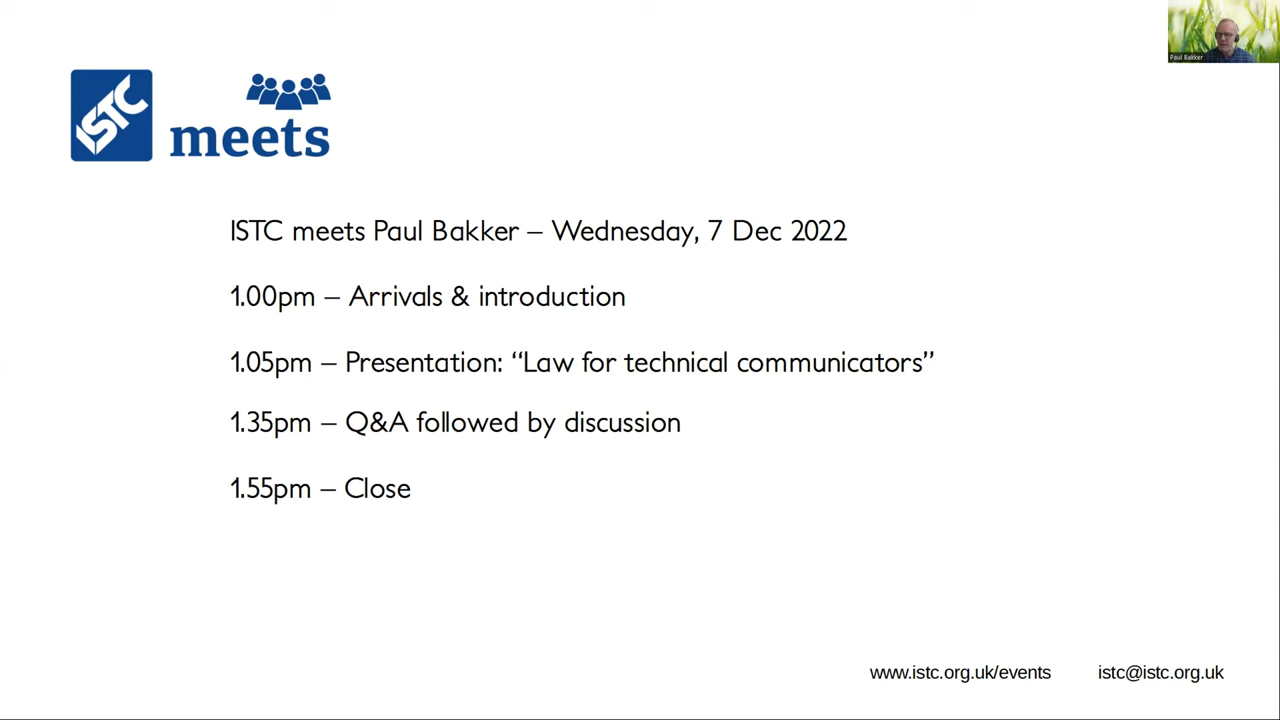 Paul Bakker
ISTC
meets
ISTC meets Paul Bakker – Wednesday, 7 Dec 2022
1.00pm – Arrivals & introduction
1.05pm – Presentation: “Law for technical communicators”
1.35pm – Q&A followed by discussion
1.55pm – Close
www.istc.org.uk/events istc@istc.org.uk